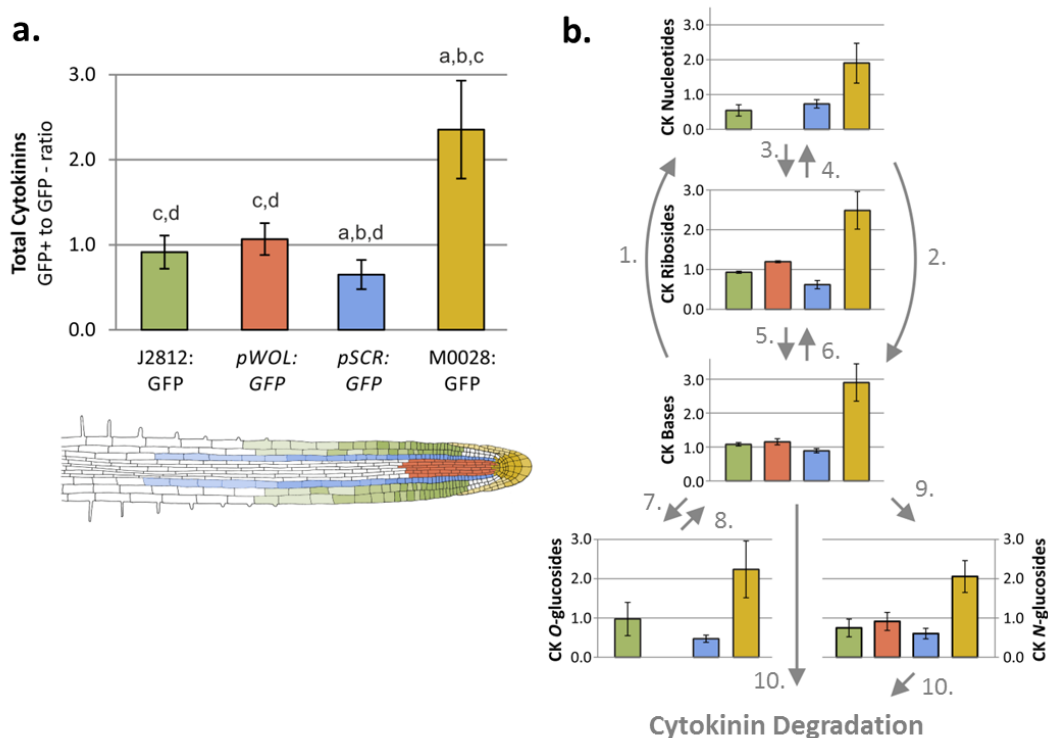 a.
Total Cytokinins
GFP+ to GFP - ratio
3.0
2.0
1.0
0.0
c,d
c,d
a,b,d
a,b,c
J2812:
GFP
pWOL:
GFP
pSCR:
GFP
M0028:
GFP
b.
CK Nucleotides
3.0
2.0
1.0
0.0
3.
4.
1.
2.
CK Ribosides
3.0
2.0
1.0
0.0
5.
6.
CK Bases
3.0
2.0
1.0
0.0
7.
8.
9.
CK O-glucosides
3.0
2.0
1.0
0.0
3.0
2.0
1.0
0.0
CK N-glucosides
10.
10.
Cytokinin Degradation